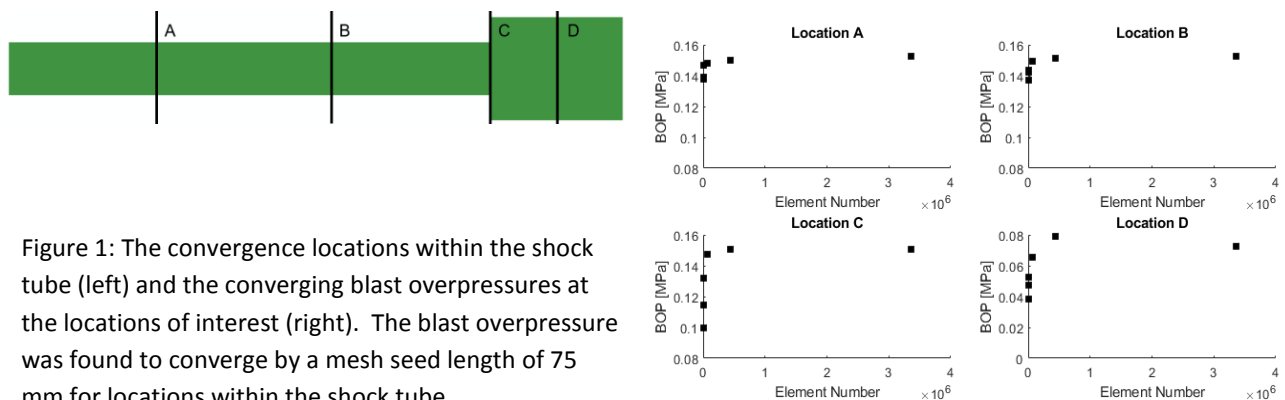 A
B
C
D
Figure 1: The convergence locations within the shock
tube (left) and the converging blast overpressures at
the locations of interest (right). The blast overpressure
was found to converge by a mesh seed length of 75
mm for locations within the shock tube
Location A
BOP [MPa]
0.16
0.14
0.12
0.1
0.08
0 1 2 3 4
Element Number
×10^6
Location B
BOP [MPa]
0.16
0.14
0.12
0.1
0.08
0 1 2 3 4
Element Number
×10^6
Location C
BOP [MPa]
0.16
0.14
0.12
0.1
0.08
0 1 2 3 4
Element Number
×10^6
Location D
BOP [MPa]
0.08
0.06
0.04
0.02
0
0 1 2 3 4
Element Number
×10^6